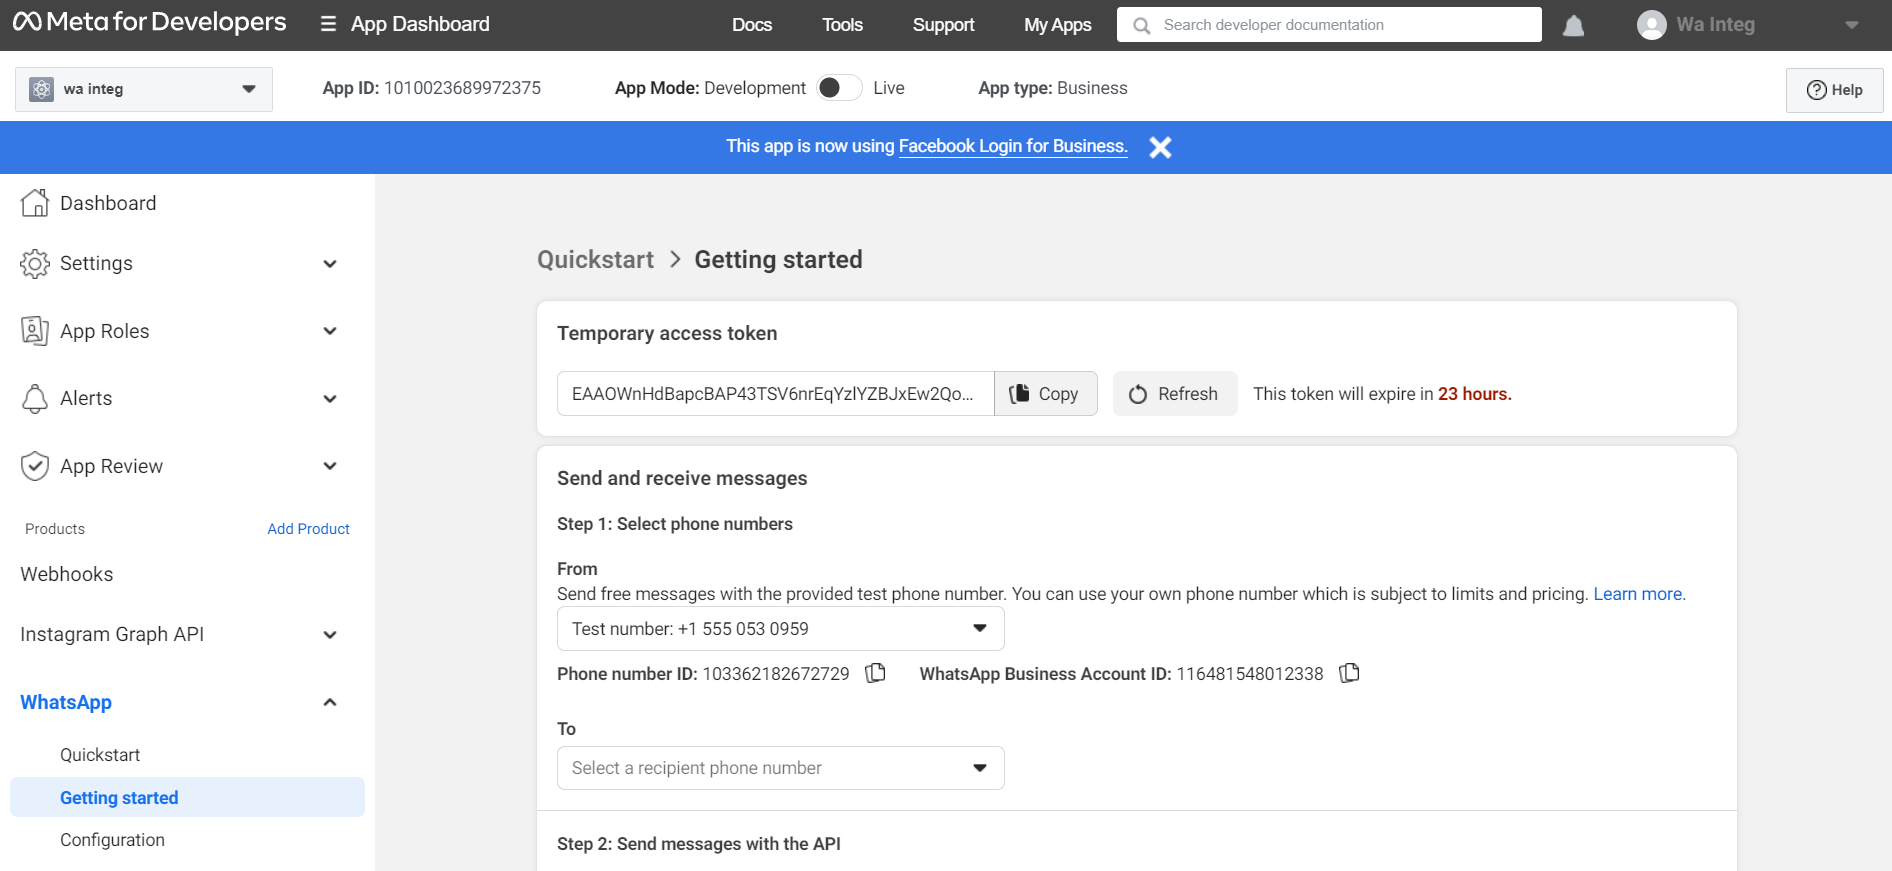 Meta for Developers
App Dashboard
Docs
Tools
Support
My Apps
Search developer documentation
Wa Integ
wa integ
App ID: 1010023689972375
App Mode: Development
Live
App type: Business
Help
This app is now using Facebook Login for Business.
Dashboard
Settings
App Roles
Alerts
App Review
Products
Add Product
Webhooks
Instagram Graph API
WhatsApp
Quickstart
Getting started
Configuration
Quickstart > Getting started
Temporary access token
EAAOWnHdBapcBAP43TSV6nrEqYzlYZBJxEw2Qo...
Copy
Refresh
This token will expire in 23 hours.
Send and receive messages
Step 1: Select phone numbers
From
Send free messages with the provided test phone number. You can use your own phone number which is subject to limits and pricing. Learn more.
Test number: +1 555 053 0959
Phone number ID: 103362182672729
WhatsApp Business Account ID: 116481548012338
To
Select a recipient phone number
Step 2: Send messages with the API